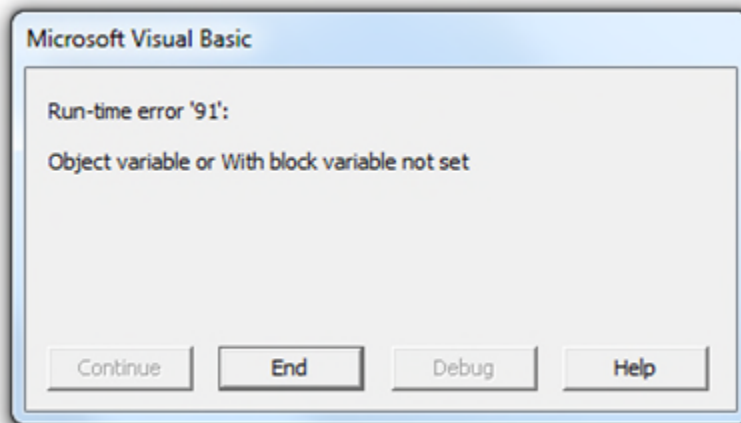 Microsoft Visual Basic
Run-time error '91':
Object variable or With block variable not set
Continue
End
Debug
Help